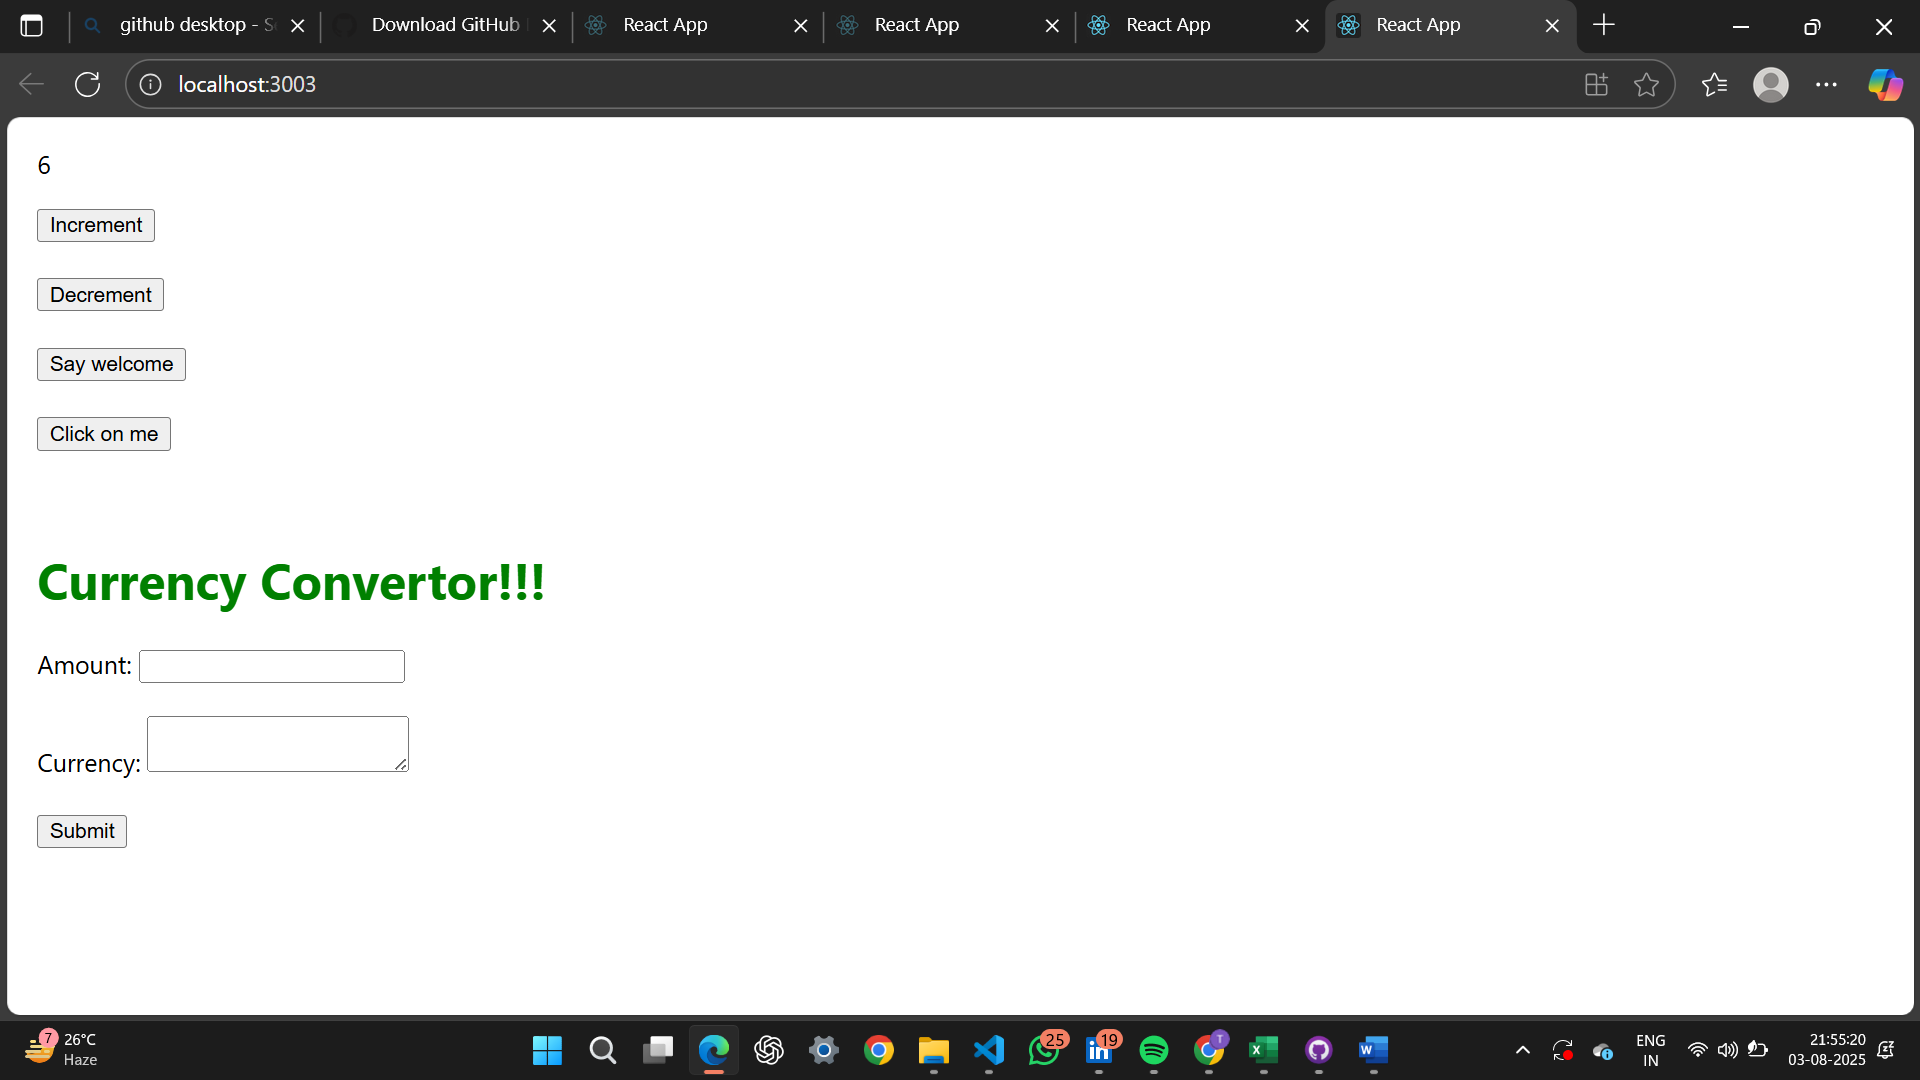 github desktop - S
Download GitHub
React App
React App
React App
React App
localhost:3003
6
Increment
Decrement
Say welcome
Click on me
Currency Convertor!!!
Amount:
Currency:
Submit
7
26°C
Haze
25
19
T
ENG
IN
21:55:20
03-08-2025